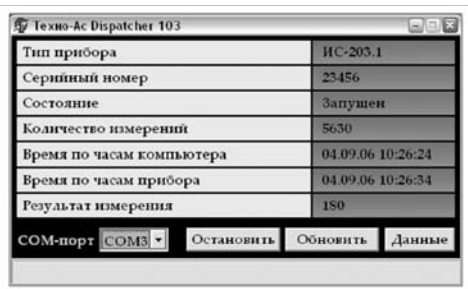 Техно-Ас Dispatcher 103
Тип прибора ИС-203.1
Серийный номер 23456
Состояние Запущен
Количество измерений 5630
Время по часам компьютера 04.09.06 10:26:24
Время по часам прибора 04.09.06 10:26:34
Результат измерения 180
COM-порт COM3 Остановить Обновить Данные